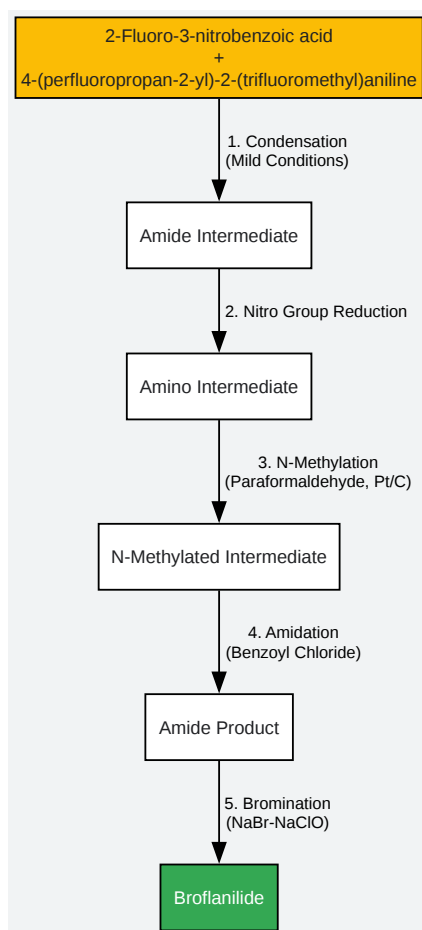 2-Fluoro-3-nitrobenzoic acid
+
4-(perfluoropropan-2-yl)-2-(trifluoromethyl)aniline
1. Condensation
(Mild Conditions)
Amide Intermediate
2. Nitro Group Reduction
Amino Intermediate
3. N-Methylation
(Paraformaldehyde, Pt/C)
N-Methylated Intermediate
4. Amidation
(Benzoyl Chloride)
Amide Product
5. Bromination
(NaBr-NaClO)
Broflanilide